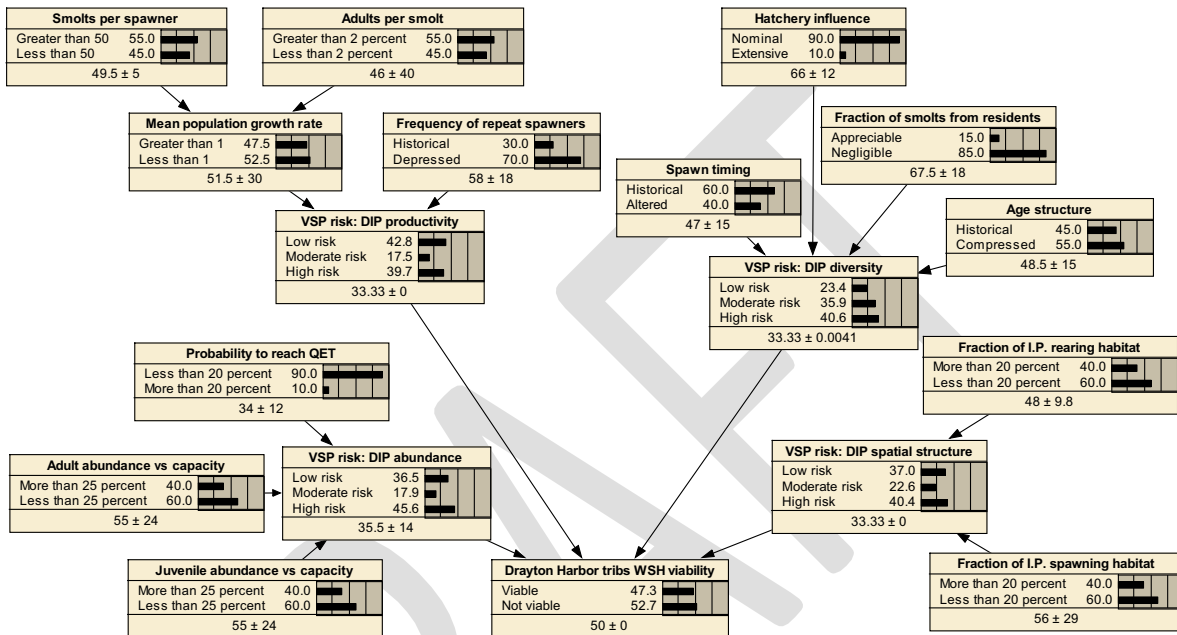 Smolts per spawner
Greater than 50 55.0
Less than 50 45.0
49.5 ± 5
Adults per smolt
Greater than 2 percent 55.0
Less than 2 percent 45.0
46 ± 40
Hatchery influence
Nominal 90.0
Extensive 10.0
66 ± 12
Mean population growth rate
Greater than 1 47.5
Less than 1 52.5
51.5 ± 30
Frequency of repeat spawners
Historical 30.0
Depressed 70.0
58 ± 18
Fraction of smolts from residents
Appreciable 15.0
Negligible 85.0
67.5 ± 18
Spawn timing
Historical 60.0
Altered 40.0
47 ± 15
Age structure
Historical 45.0
Compressed 55.0
48.5 ± 15
VSP risk: DIP productivity
Low risk 42.8
Moderate risk 17.5
High risk 39.7
33.33 ± 0
VSP risk: DIP diversity
Low risk 23.4
Moderate risk 35.9
High risk 40.6
33.33 ± 0.0041
Probability to reach QET
Less than 20 percent 90.0
More than 20 percent 10.0
34 ± 12
Fraction of I.P. rearing habitat
More than 20 percent 40.0
Less than 20 percent 60.0
48 ± 9.8
Adult abundance vs capacity
More than 25 percent 40.0
Less than 25 percent 60.0
55 ± 24
VSP risk: DIP abundance
Low risk 36.5
Moderate risk 17.9
High risk 45.6
35.5 ± 14
VSP risk: DIP spatial structure
Low risk 37.0
Moderate risk 22.6
High risk 40.4
33.33 ± 0
Juvenile abundance vs capacity
More than 25 percent 40.0
Less than 25 percent 60.0
55 ± 24
Drayton Harbor tribs WSH viability
Viable 47.3
Not viable 52.7
50 ± 0
Fraction of I.P. spawning habitat
More than 20 percent 40.0
Less than 20 percent 60.0
56 ± 29